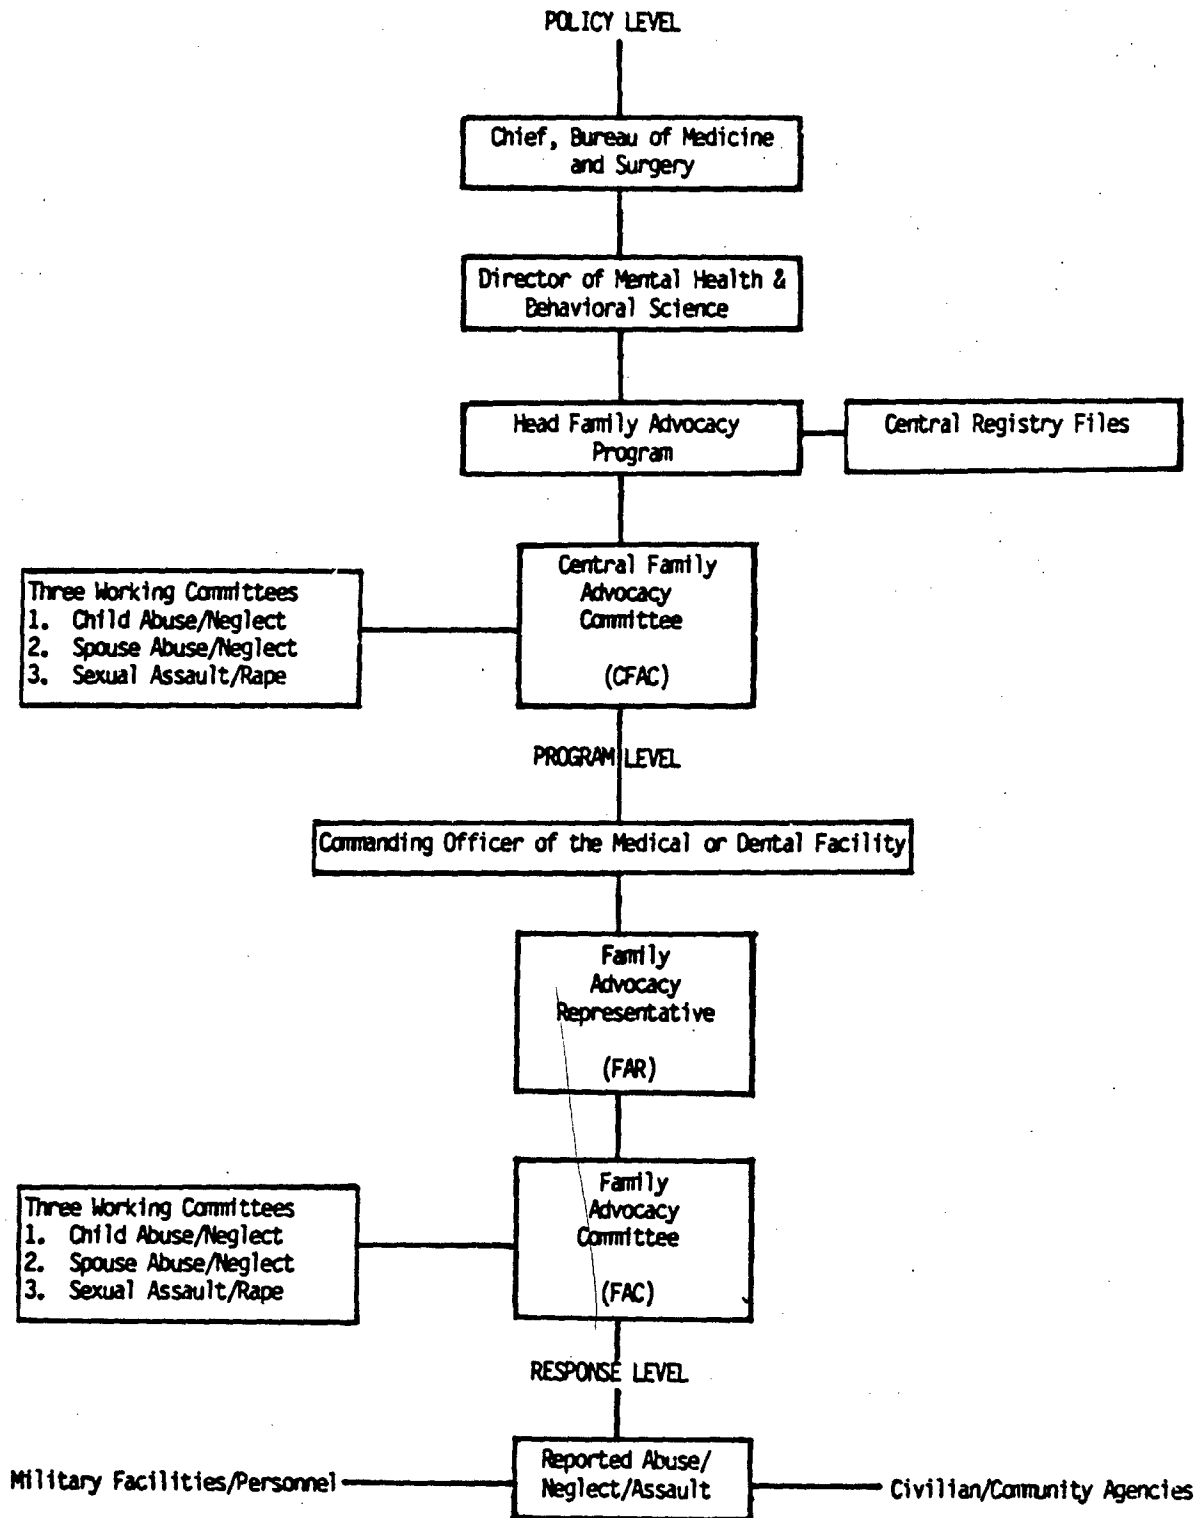 POLICY LEVEL
Chief, Bureau of Medicine
and Surgery
Director of Mental Health &
Behavioral Science
Head Family Advocacy
Program
Central Registry Files
Central Family
Advocacy
Committee
(CFAC)
Three Working Committees
1. Child Abuse/Neglect
2. Spouse Abuse/Neglect
3. Sexual Assault/Rape
PROGRAM LEVEL
Commanding Officer of the Medical or Dental Facility
Family
Advocacy
Representative
(FAR)
Family
Advocacy
Committee
(FAC)
Three Working Committees
1. Child Abuse/Neglect
2. Spouse Abuse/Neglect
3. Sexual Assault/Rape
RESPONSE LEVEL
Military Facilities/Personnel
Reported Abuse/
Neglect/Assault
Civilian/Community Agencies